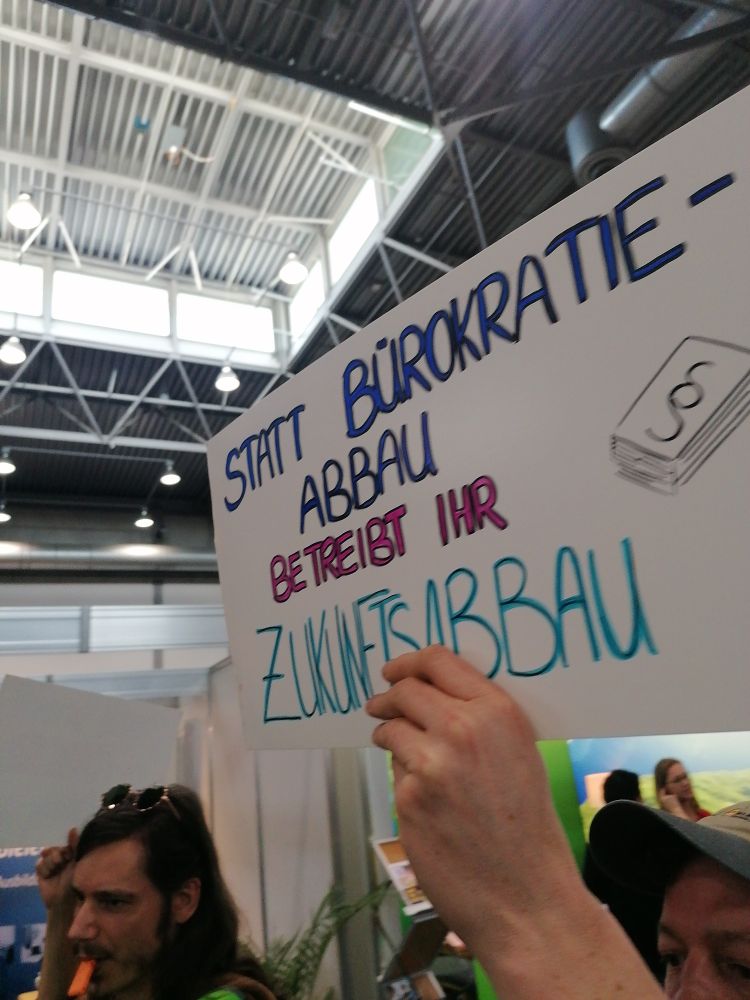 STATT BÜROKRATIE-
ABBAU
BETREIBT IHR
ZUKUNFTSABBAU
§